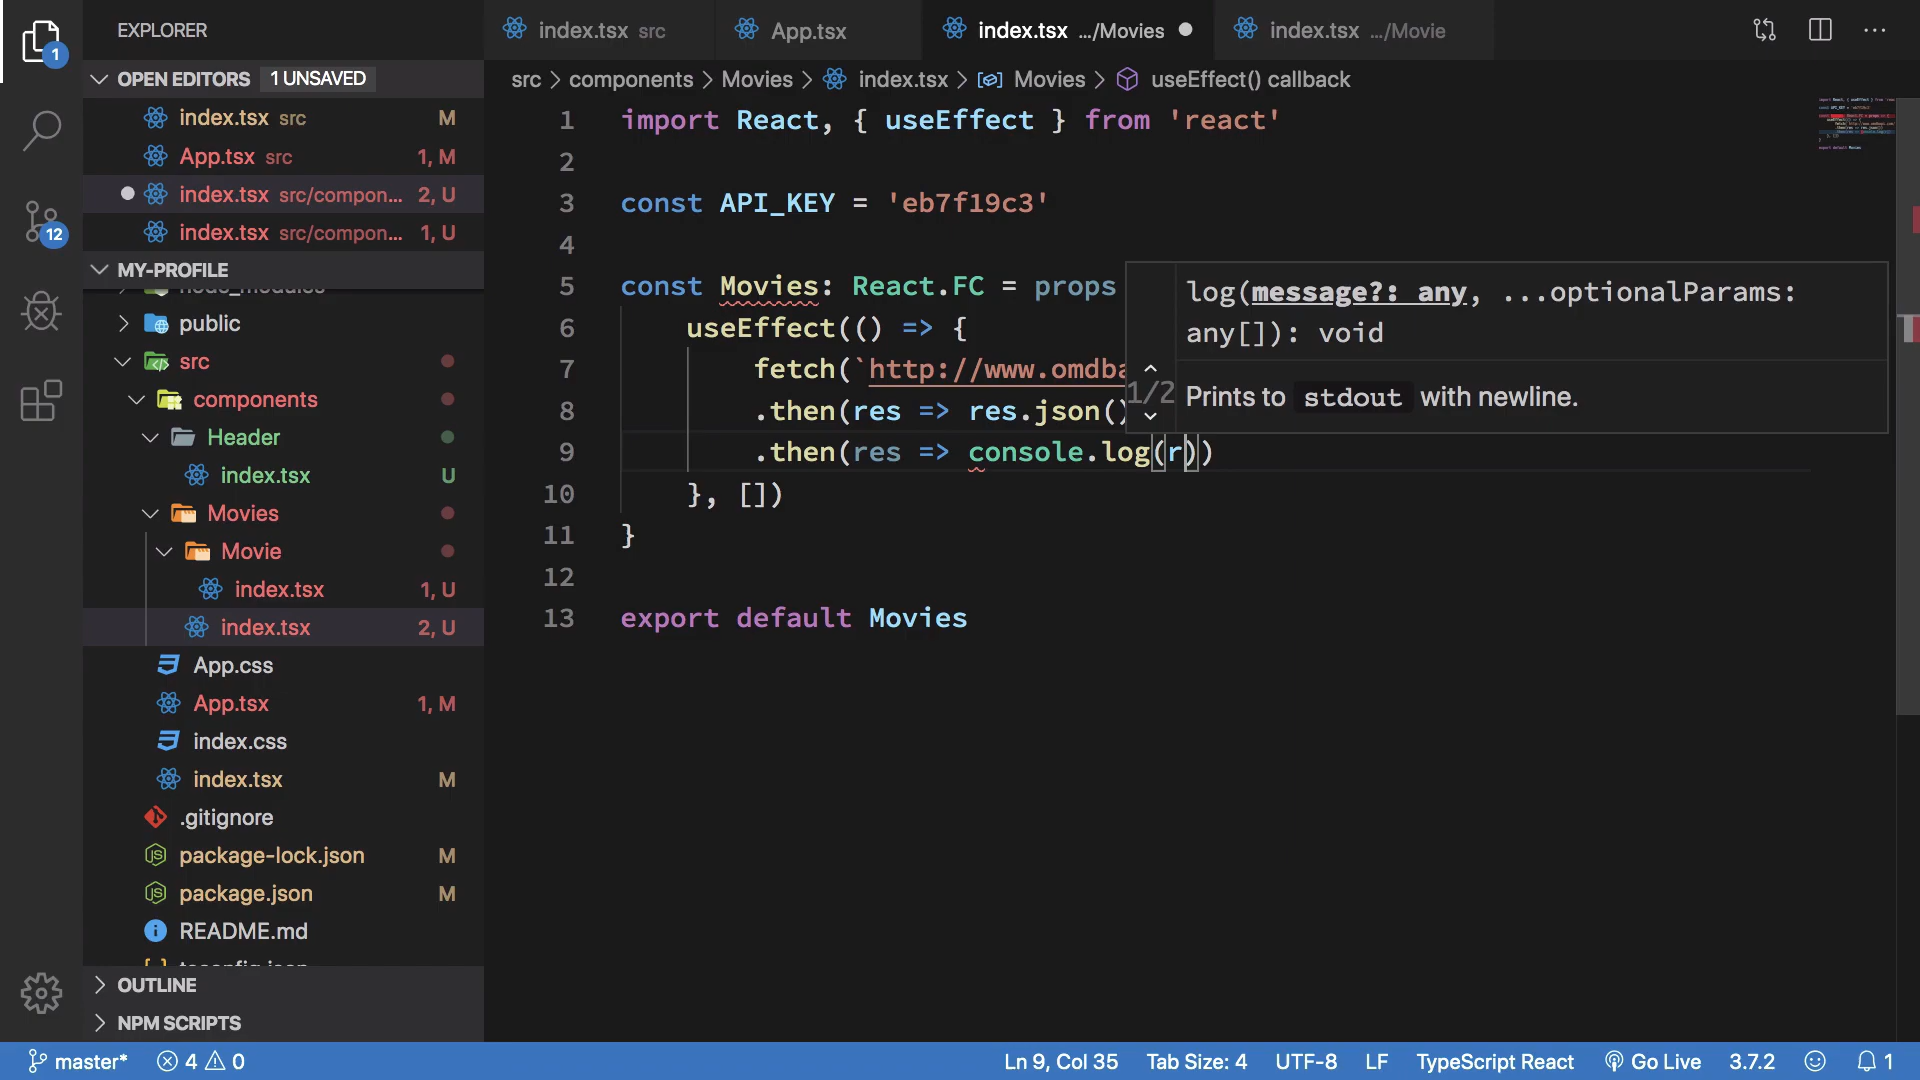 EXPLORER
OPEN EDITORS 1 UNSAVED
index.tsx src M
App.tsx src 1, M
index.tsx src/compon... 2, U
index.tsx src/compon... 1, U
MY-PROFILE
node_modules
public
src
components
Header
index.tsx U
Movies
Movie
index.tsx 1, U
index.tsx 2, U
App.css
App.tsx 1, M
index.css
index.tsx M
.gitignore
package-lock.json M
package.json M
README.md
tsconfig.json
OUTLINE
NPM SCRIPTS
1
12
index.tsx src
App.tsx
index.tsx .../Movies
index.tsx .../Movie
src > components > Movies > index.tsx > Movies > useEffect() callback
1 import React, { useEffect } from 'react'
2
3 const API_KEY = 'eb7f19c3'
4
5 const Movies: React.FC = props
6 useEffect(() => {
7 fetch(`http://www.omdba
8 .then(res => res.json()
9 .then(res => console.log(r))
10 }, [])
11 }
12
13 export default Movies
log(message?: any, ...optionalParams:
any[]): void
1/2
Prints to stdout with newline.
master* 4 0
Ln 9, Col 35 Tab Size: 4 UTF-8 LF TypeScript React Go Live 3.7.2 1